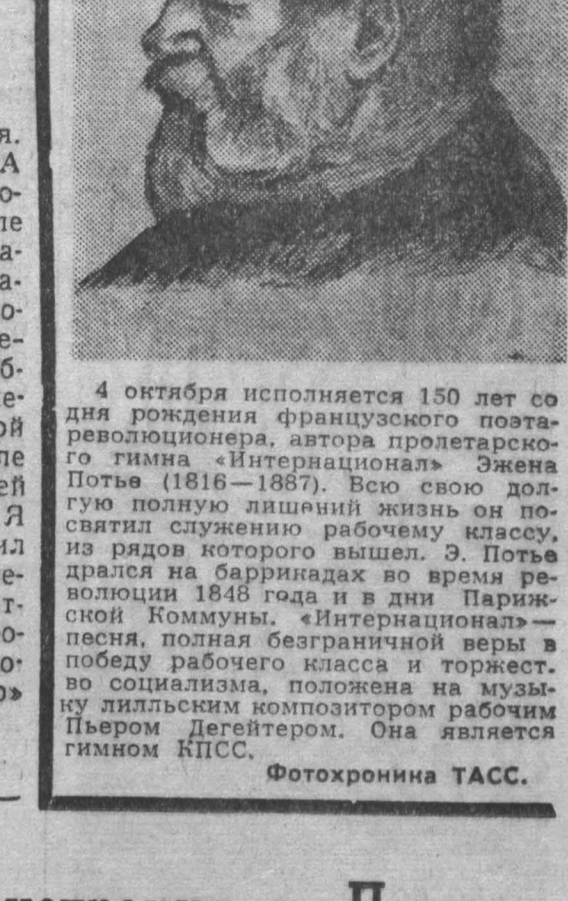 4 октября исполняется 150 лет со
дня рождения французского поэта-
революционера, автора пролетарско-
го гимна «Интернационал» Эжена
Потье (1816—1887). Всю свою дол-
гую полную лишений жизнь он по-
святил служению рабочему классу,
из рядов которого вышел. Э. Потье
дрался на баррикадах во время ре-
волюции 1848 года и в дни Париж-
ской Коммуны. «Интернационал»—
песня, полная безграничной веры в
победу рабочего класса и торжест-
во социализма, положена на музы-
ку лилльским композитором рабочим
Пьером Дегейтером. Она является
гимном КПСС.
Фотохроника ТАСС.